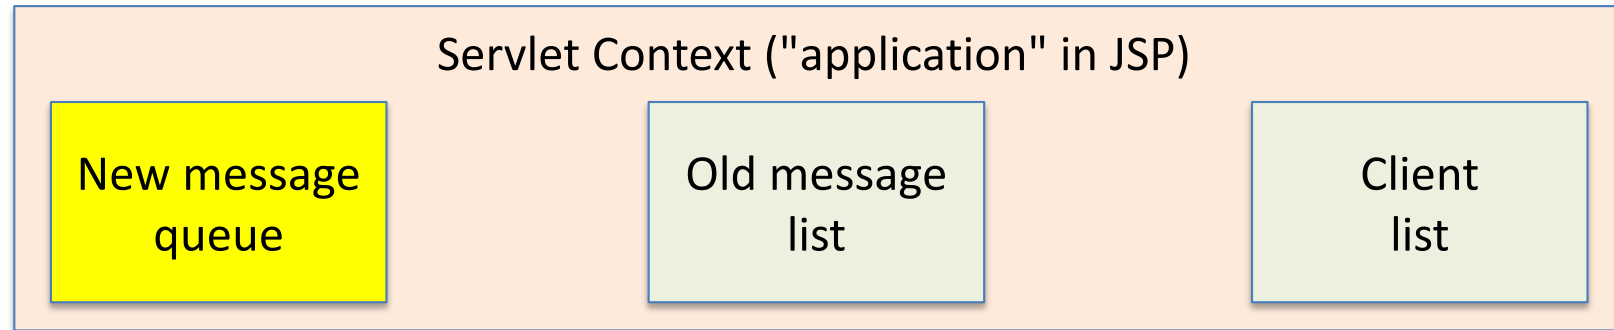 Servlet Context ("application" in JSP)
New message
queue
Old message
list
Client
list